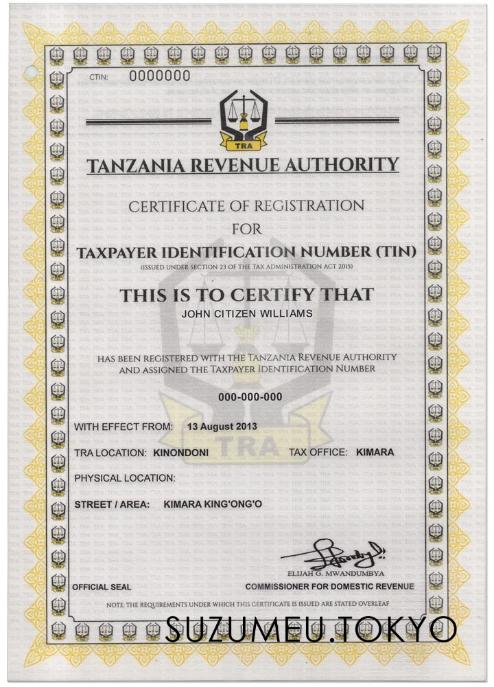 CTIN: 0000000
TRA
TANZANIA REVENUE AUTHORITY
CERTIFICATE OF REGISTRATION
FOR
TAXPAYER IDENTIFICATION NUMBER (TIN)
(ISSUED UNDER SECTION 23 OF THE TAX ADMINISTRATION ACT 2015)
THIS IS TO CERTIFY THAT
JOHN CITIZEN WILLIAMS
HAS BEEN REGISTERED WITH THE TANZANIA REVENUE AUTHORITY
AND ASSIGNED THE TAXPAYER IDENTIFICATION NUMBER
000-000-000
WITH EFFECT FROM: 13 August 2013
TRA
TRA LOCATION: KINONDONI TAX OFFICE: KIMARA
PHYSICAL LOCATION:
STREET / AREA: KIMARA KING'ONG'O
ELIJAH G. MWANDUMBYA
OFFICIAL SEAL COMMISSIONER FOR DOMESTIC REVENUE
NOTE THE REQUIREMENTS UNDER WHICH THIS CERTIFICATE IS ISSUED ARE STATED OVERLEAF
SUZUMEU.TOKYO